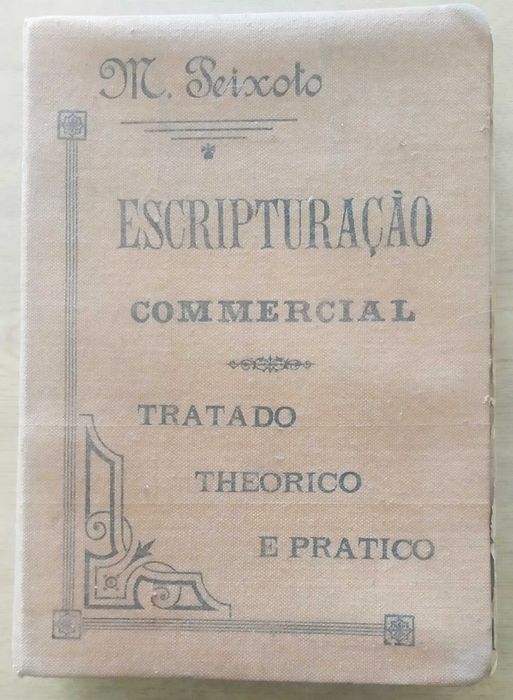 M. Peixoto
ESCRIPTURAÇÃO
COMMERCIAL
TRATADO
THEORICO
E PRATICO